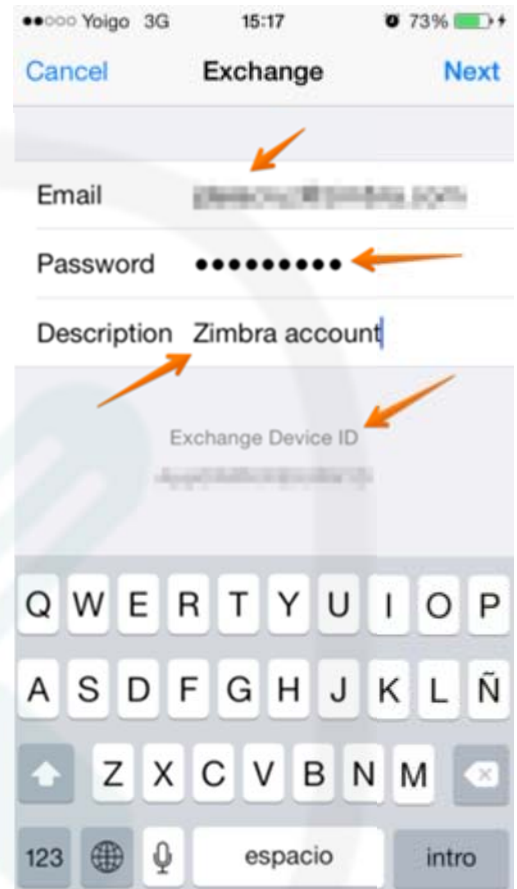 Yoigo 3G 15:17 73%
Cancel Exchange Next
Email
Password •••••••••
Description Zimbra account
Exchange Device ID
Q W E R T Y U I O P
A S D F G H J K L Ñ
Z X C V B N M
123 espacio intro